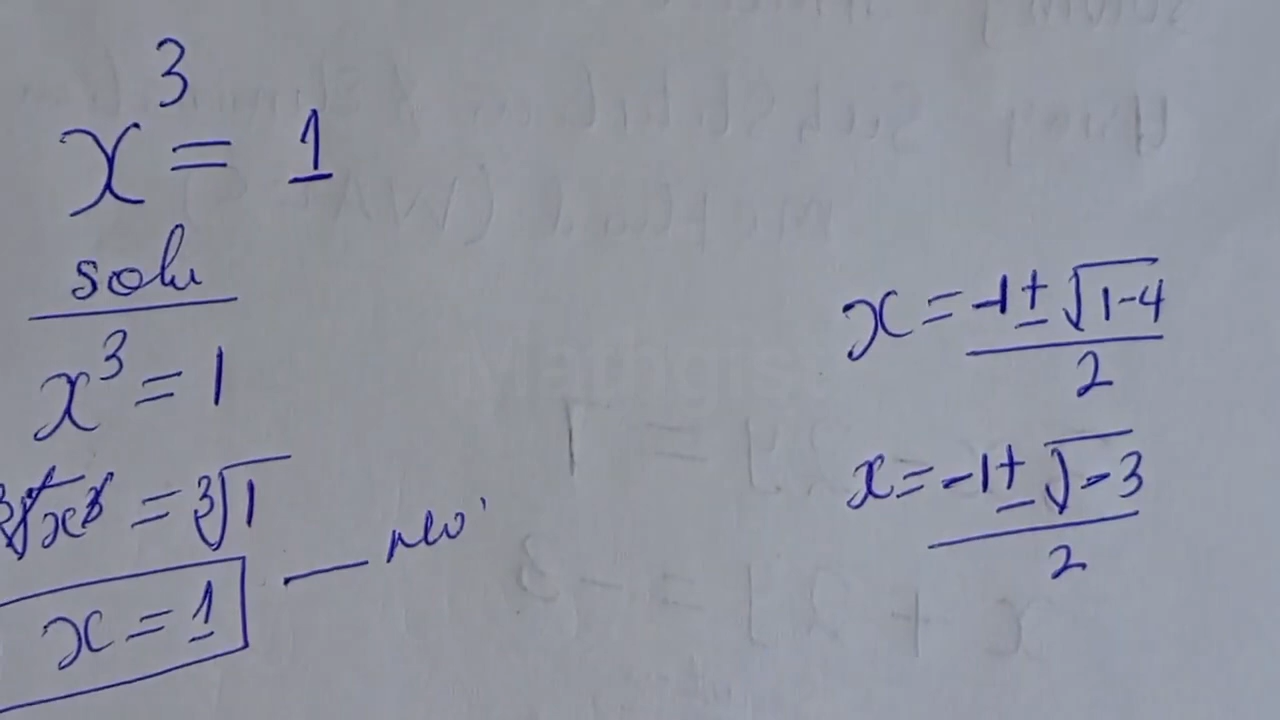 x³ = 1
soln
x³ = 1
∛x³ = ∛1
x = 1
x = -1 ± √1-4 / 2
x = -1 ± √-3 / 2